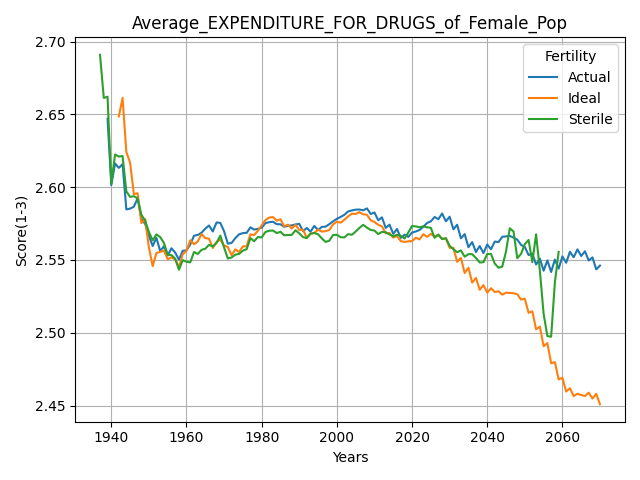 Average_EXPENDITURE_FOR_DRUGS_of_Female_Pop
Score(1-3)
2.70
2.65
2.60
2.55
2.50
2.45
Fertility
Actual
Ideal
Sterile
1940 1960 1980 2000 2020 2040 2060
Years